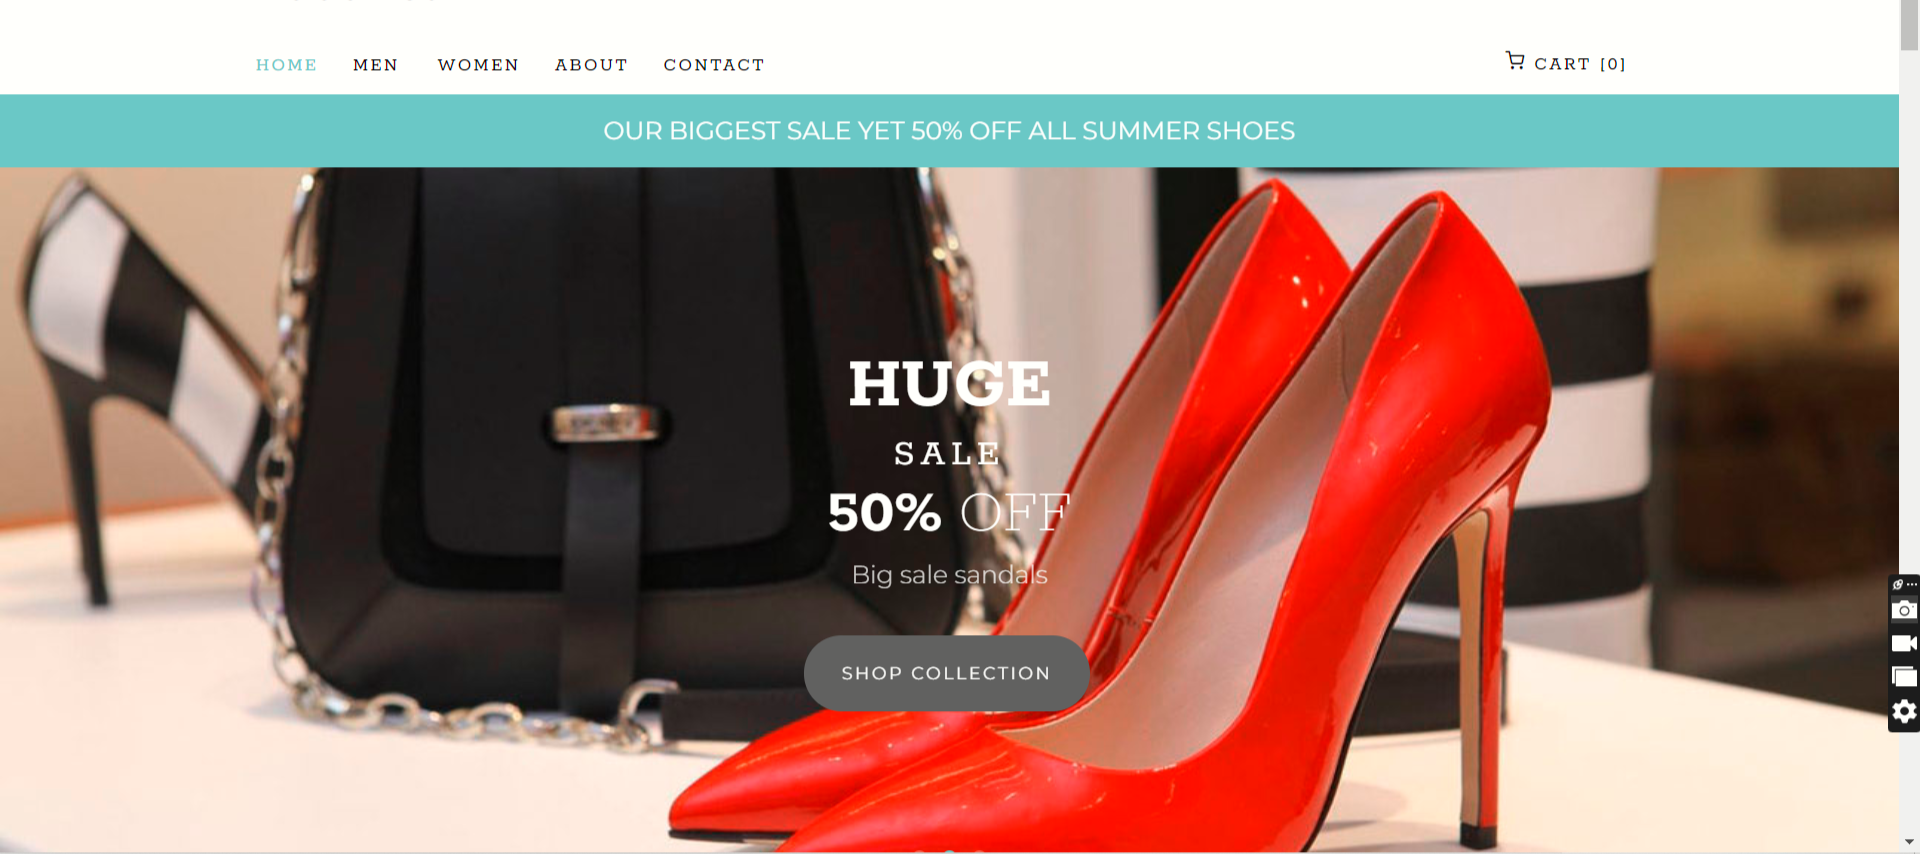 HOME MEN WOMEN ABOUT CONTACT CART [0]
OUR BIGGEST SALE YET 50% OFF ALL SUMMER SHOES
HUGE
SALE
50% OFF
Big sale sandals
SHOP COLLECTION